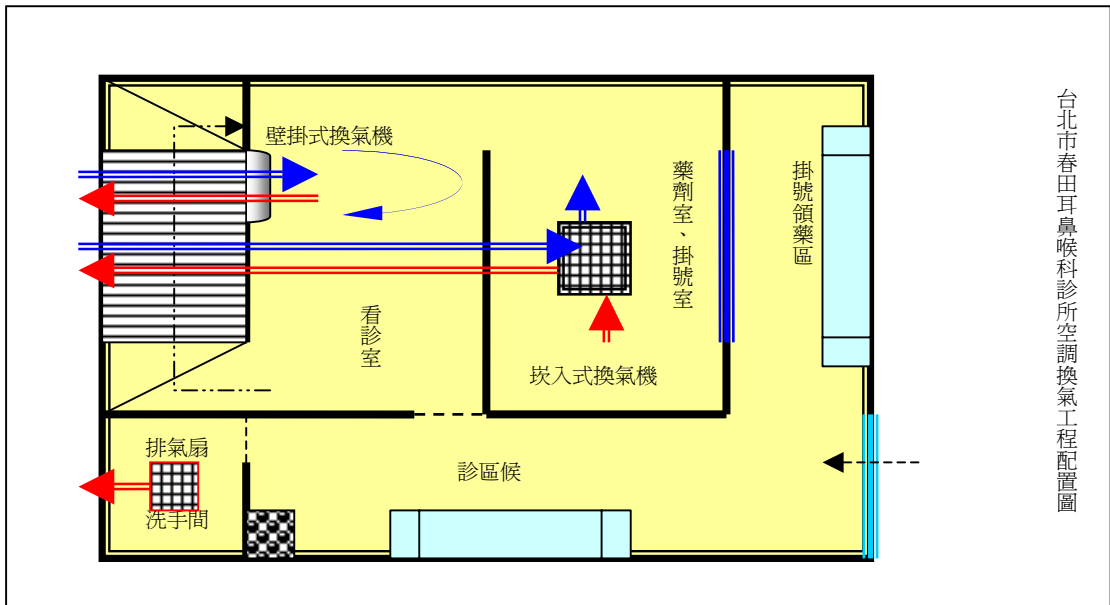 台北市春田耳鼻喉科診所空調換氣工程配置圖
壁掛式換氣機
藥劑室、掛號室
掛號領藥區
看診室
崁入式換氣機
排氣扇
診區候
洗手間